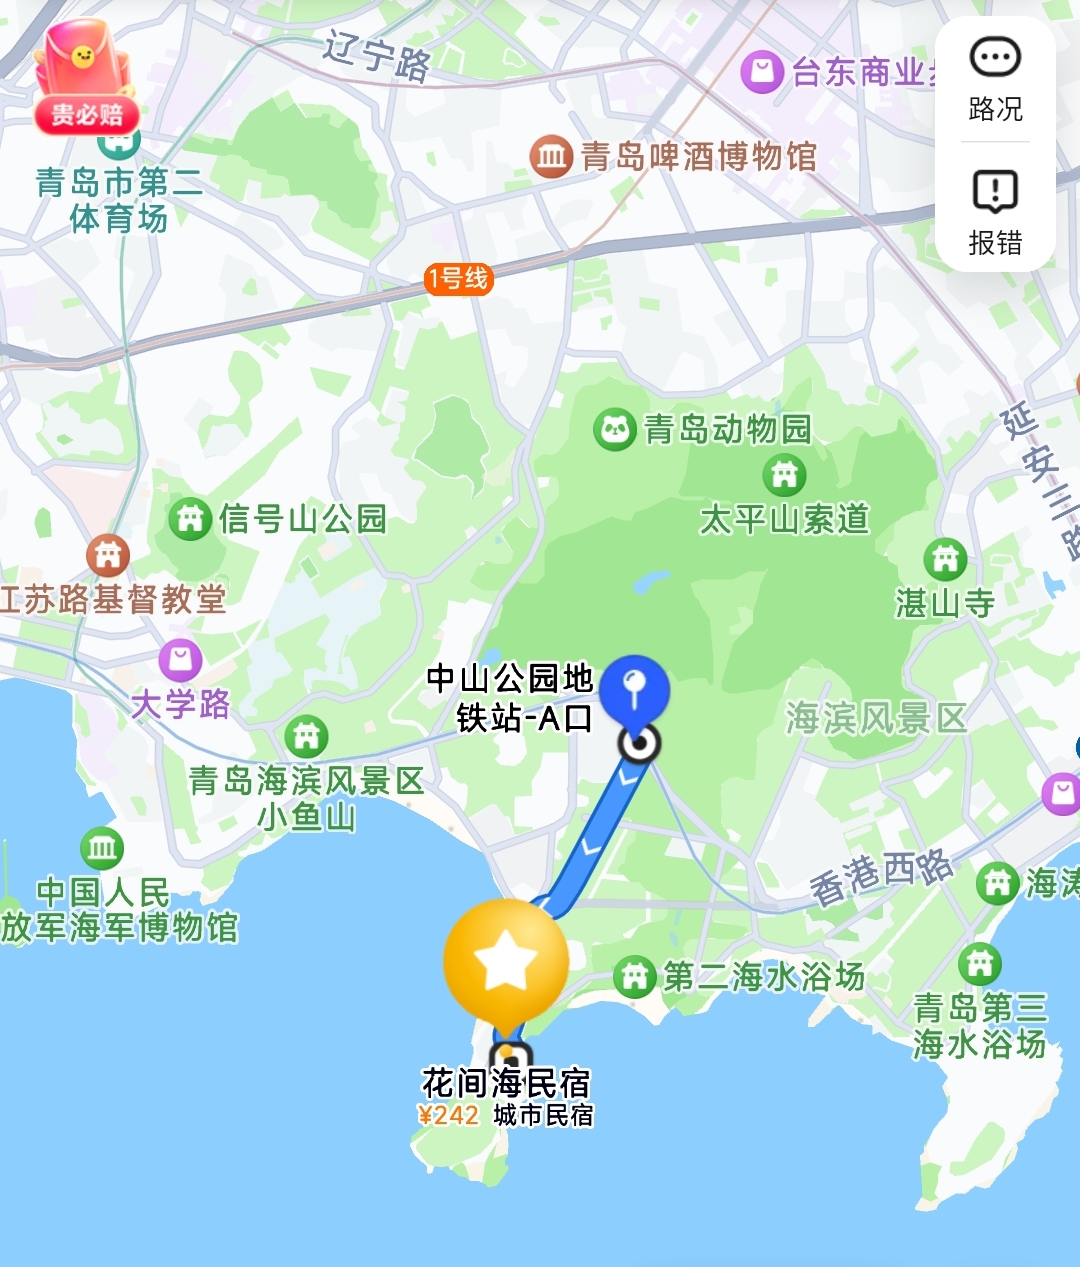 辽宁路
台东商业
路况
贵必赔
青岛啤酒博物馆
青岛市第二
体育场
报错
1号线
青岛动物园
延安三路
太平山索道
信号山公园
江苏路基督教堂
湛山寺
大学路
中山公园地
铁站-A口
海滨风景区
青岛海滨风景区
小鱼山
香港西路
中国人民
放军海军博物馆
海涛
第二海水浴场
青岛第三
海水浴场
花间海民宿
¥242 城市民宿